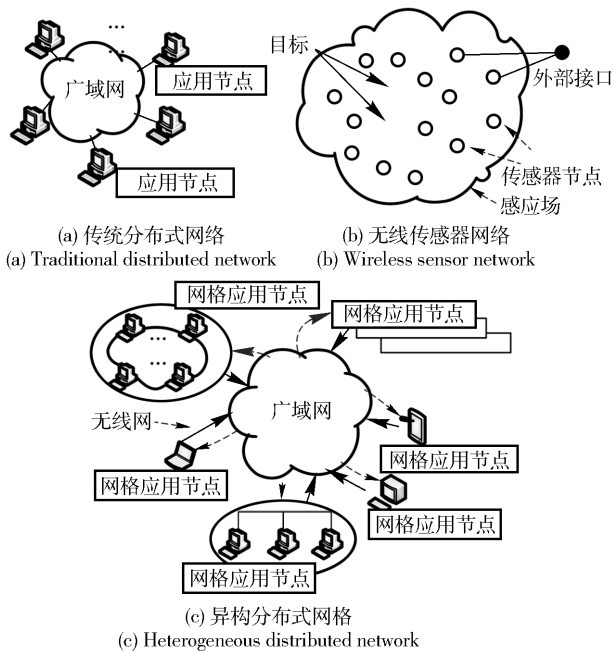 …
广域网
应用节点
应用节点
(a) 传统分布式网络
(a) Traditional distributed network
目标
外部接口
传感器节点
感应场
(b) 无线传感器网络
(b) Wireless sensor network
网格应用节点
网格应用节点
…
…
广域网
无线网
网格应用节点
网格应用节点
网格应用节点
网格应用节点
(c) 异构分布式网格
(c) Heterogeneous distributed network